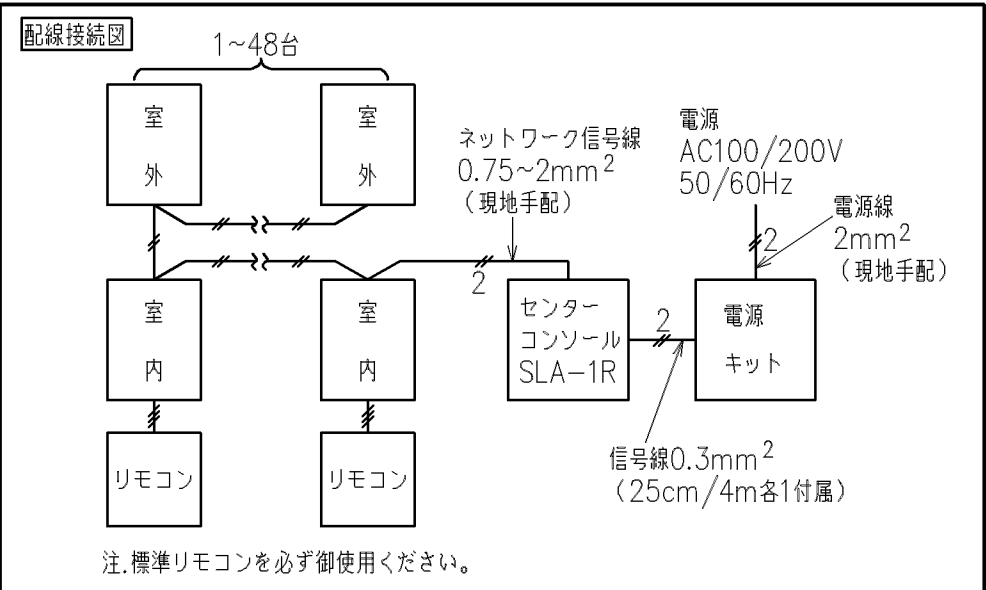 配線接続図
1~48台
室外
室外
ネットワーク信号線
0.75~2mm²
(現地手配)
電源
AC100/200V
50/60Hz
電源線
2mm²
(現地手配)
2
2
2
室内
室内
センター
コンソール
SLA-1R
電源
キット
リモコン
リモコン
信号線0.3mm²
(25cm/4m各1付属)
注.標準リモコンを必ず御使用ください。